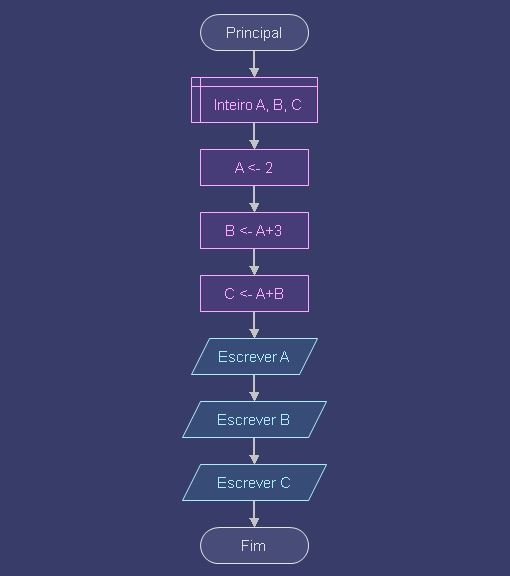 Principal
Inteiro A, B, C
A <- 2
B <- A+3
C <- A+B
Escrever A
Escrever B
Escrever C
Fim